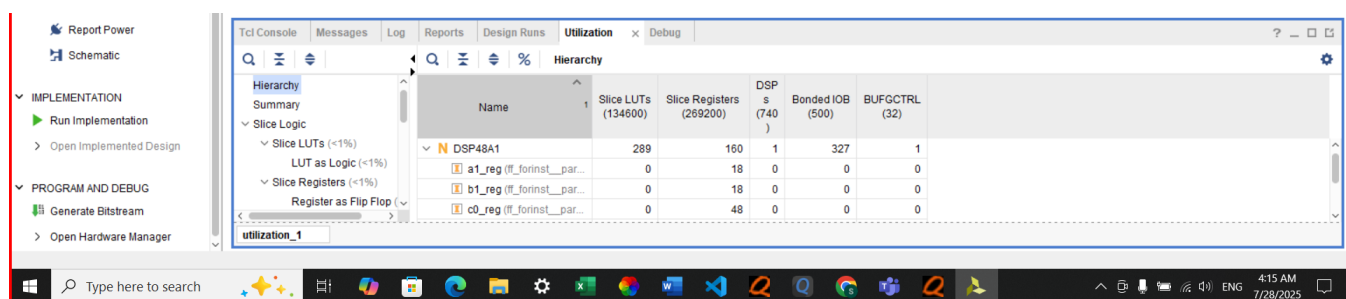 Report Power
Schematic
IMPLEMENTATION
Run Implementation
Open Implemented Design
PROGRAM AND DEBUG
Generate Bitstream
Open Hardware Manager
Tcl Console Messages Log Reports Design Runs Utilization × Debug ? _
% Hierarchy
Hierarchy
Summary
Slice Logic
Slice LUTs (<1%)
LUT as Logic (<1%)
Slice Registers (<1%)
Register as Flip Flop (
Name 1 Slice LUTs (134600) Slice Registers (269200) DSPs (740) Bonded IOB (500) BUFGCTRL (32)
N DSP48A1 289 160 1 327 1
I a1_reg (ff_forinst__par... 0 18 0 0 0
I b1_reg (ff_forinst__par... 0 18 0 0 0
I c0_reg (ff_forinst__par... 0 48 0 0 0
utilization_1
Type here to search
ENG
4:15 AM
7/28/2025